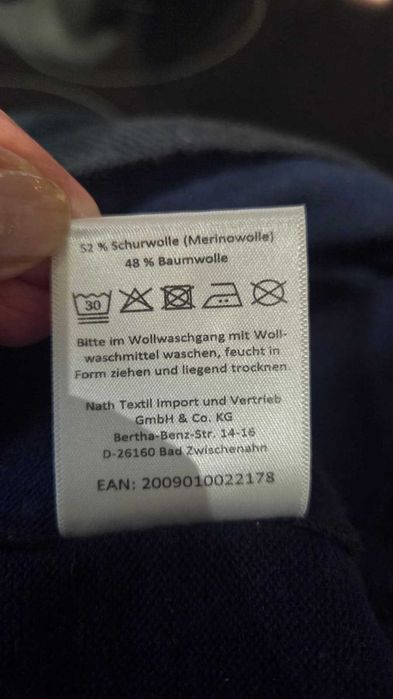 52 % Schurwolle (Merinowolle)
48 % Baumwolle
30
Bitte im Wollwaschgang mit Woll-
waschmittel waschen, feucht in
Form ziehen und liegend trocknen.
Nath Textil Import und Vertrieb
GmbH & Co. KG
Bertha-Benz-Str. 14-16
D-26160 Bad Zwischenahn
EAN: 2009010022178